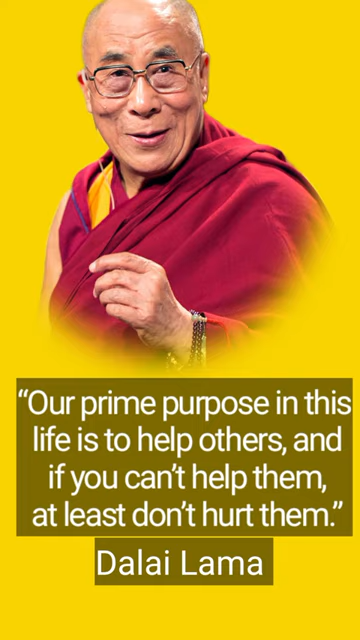 “Our prime purpose in this
life is to help others, and
if you can’t help them,
at least don’t hurt them.”
Dalai Lama